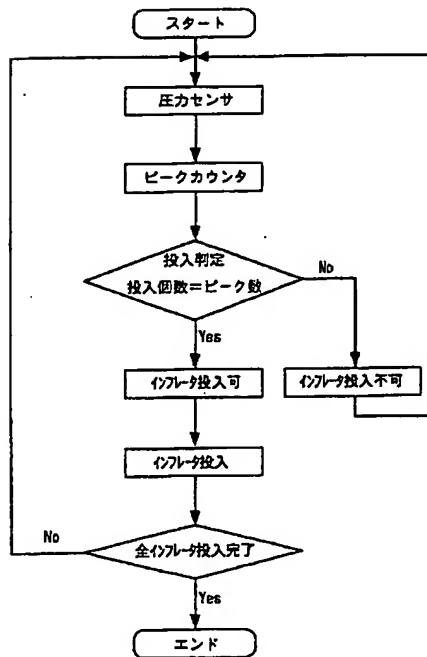 スタート
圧力センサ
ピークカウンタ
投入判定
投入個数=ピーク数
No
Yes
インフレータ投入可
インフレータ投入不可
インフレータ投入
No
全インフレータ投入完了
Yes
エンド